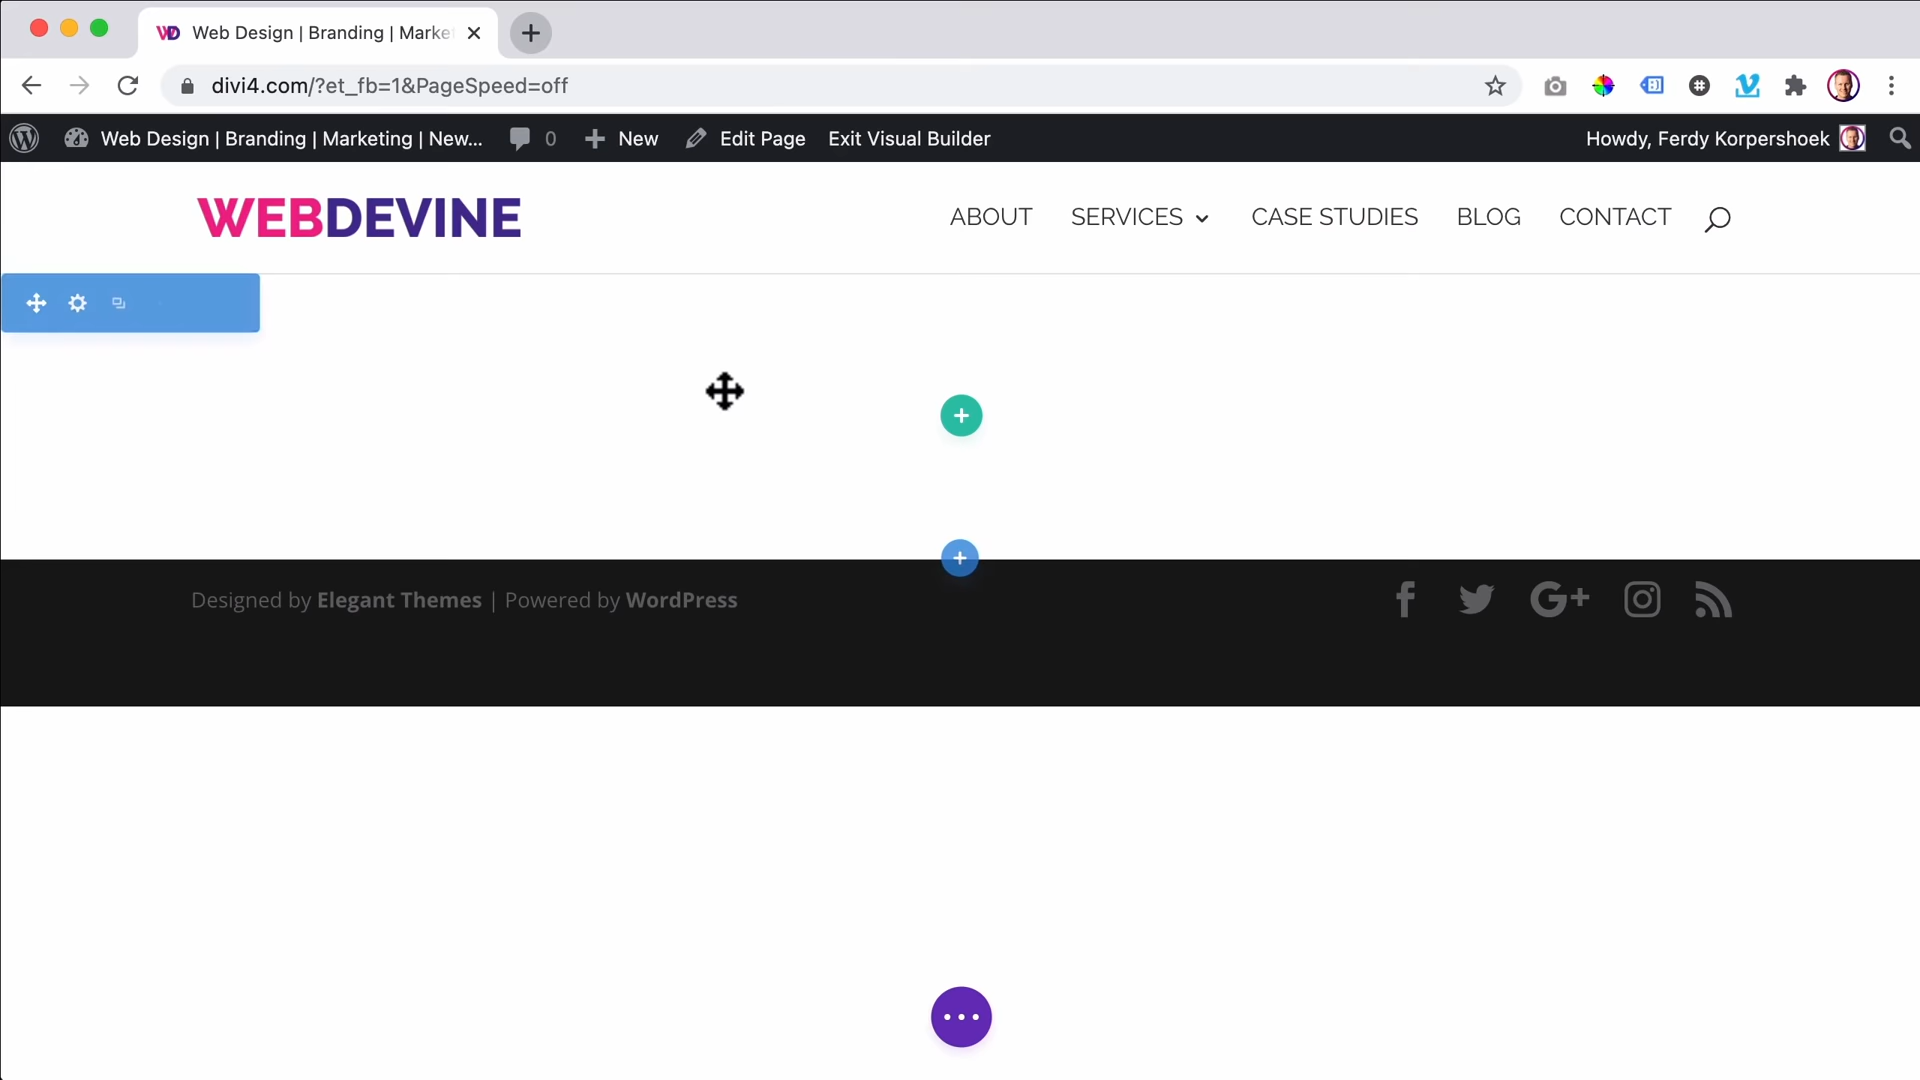 Web Design | Branding | Marke
divi4.com/?et_fb=1&PageSpeed=off
Web Design | Branding | Marketing | New... 0 New Edit Page Exit Visual Builder Howdy, Ferdy Korpershoek
WEBDEVINE ABOUT SERVICES CASE STUDIES BLOG CONTACT
Designed by Elegant Themes | Powered by WordPress